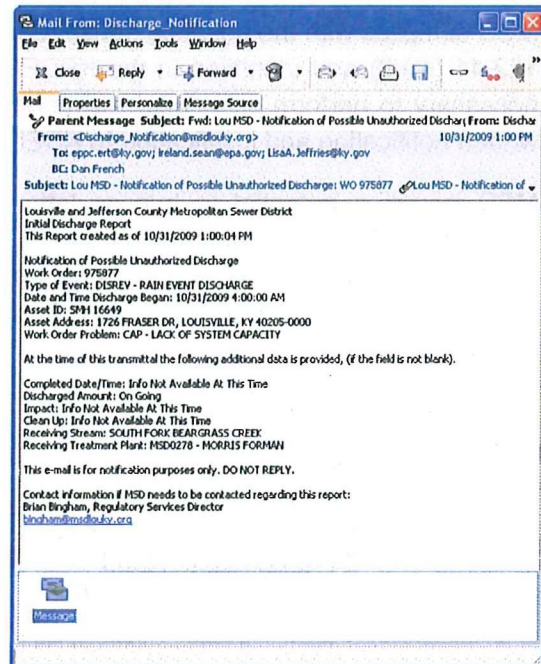 Mail From: Discharge_Notification
File Edit View Actions Tools Window Help
Close Reply Forward »
Mail Properties Personalize Message Source
Parent Message Subject: Fwd: Lou MSD - Notification of Possible Unauthorized Dischar From: Dischar
From: <Discharge_Notification@msdlouky.org> 10/31/2009 1:00 PM
To: eppc.ert@ky.gov; ireland.sean@epa.gov; LisaA.Jeffries@ky.gov
BC: Dan French
Subject: Lou MSD - Notification of Possible Unauthorized Discharge: WO 975877 Lou MSD - Notification of
Louisville and Jefferson County Metropolitan Sewer District
Initial Discharge Report
This Report created as of 10/31/2009 1:00:04 PM
Notification of Possible Unauthorized Discharge
Work Order: 975877
Type of Event: DISREV - RAIN EVENT DISCHARGE
Date and Time Discharge Began: 10/31/2009 4:00:00 AM
Asset ID: SMH 16649
Asset Address: 1726 FRASER DR, LOUISVILLE, KY 40205-0000
Work Order Problem: CAP - LACK OF SYSTEM CAPACITY
At the time of this transmittal the following additional data is provided, (if the field is not blank).
Completed Date/Time: Info Not Available At This Time
Discharged Amount: On Going
Impact: Info Not Available At This Time
Clean Up: Info Not Available At This Time
Receiving Stream: SOUTH FORK BEARGRASS CREEK
Receiving Treatment Plant: MSD0278 - MORRIS FORMAN
This e-mail is for notification purposes only. DO NOT REPLY.
Contact information if MSD needs to be contacted regarding this report:
Brian Bingham, Regulatory Services Director
bingham@msdlouky.org
Message